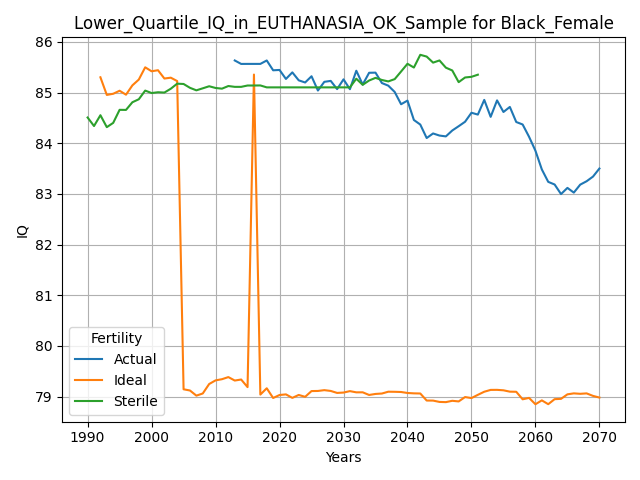 Lower_Quartile_IQ_in_EUTHANASIA_OK_Sample for Black_Female
86
85
84
83
82
81
80
79
IQ
Fertility
Actual
Ideal
Sterile
1990 2000 2010 2020 2030 2040 2050 2060 2070
Years